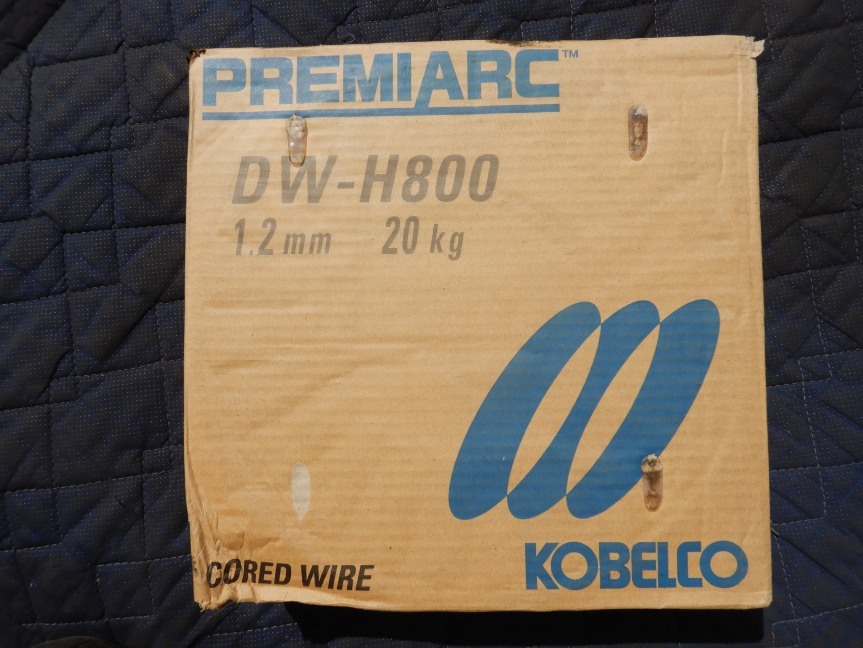 PREMIARC™
DW-H800
1.2 mm 20 kg
CORED WIRE
KOBELCO